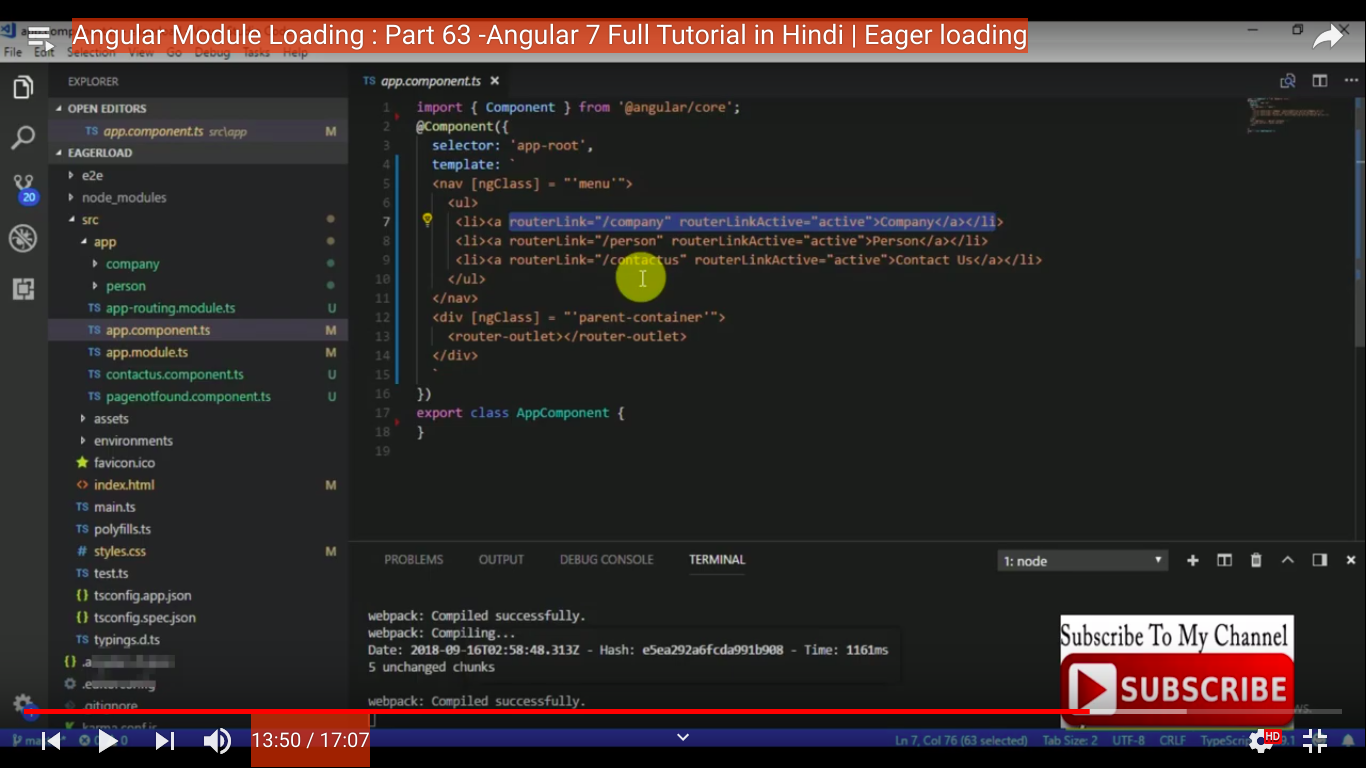 Angular Module Loading : Part 63 -Angular 7 Full Tutorial in Hindi | Eager loading
File Edit Selection View Go Debug Tasks Help
EXPLORER
OPEN EDITORS
TS app.component.ts src\app M
EAGERLOAD
e2e
node_modules
src
app
company
person
TS app-routing.module.ts U
TS app.component.ts M
TS app.module.ts M
TS contactus.component.ts U
TS pagenotfound.component.ts U
assets
environments
favicon.ico
<> index.html M
TS main.ts
TS polyfills.ts
# styles.css M
TS test.ts
{} tsconfig.app.json
{} tsconfig.spec.json
TS typings.d.ts
.editorconfig
.gitignore
karma.conf.js
20
TS app.component.ts ×
1 import { Component } from '@angular/core';
2 @Component({
3 selector: 'app-root',
4 template: `
5 <nav [ngClass] = "'menu'">
6 <ul>
7 <li><a routerLink="/company" routerLinkActive="active">Company</a></li>
8 <li><a routerLink="/person" routerLinkActive="active">Person</a></li>
9 <li><a routerLink="/contactus" routerLinkActive="active">Contact Us</a></li>
10 </ul>
11 </nav>
12 <div [ngClass] = "'parent-container'">
13 <router-outlet></router-outlet>
14 </div>
15 `
16 })
17 export class AppComponent {
18 }
19
PROBLEMS OUTPUT DEBUG CONSOLE TERMINAL 1: node
webpack: Compiled successfully.
webpack: Compiling...
Date: 2018-09-16T02:58:48.313Z - Hash: e5ea292a6fcda991b908 - Time: 1161ms
5 unchanged chunks
webpack: Compiled successfully.
Subscribe To My Channel
SUBSCRIBE
13:50 / 17:07
HD
Ln 7, Col 76 (63 selected) Tab Size: 2 UTF-8 CRLF